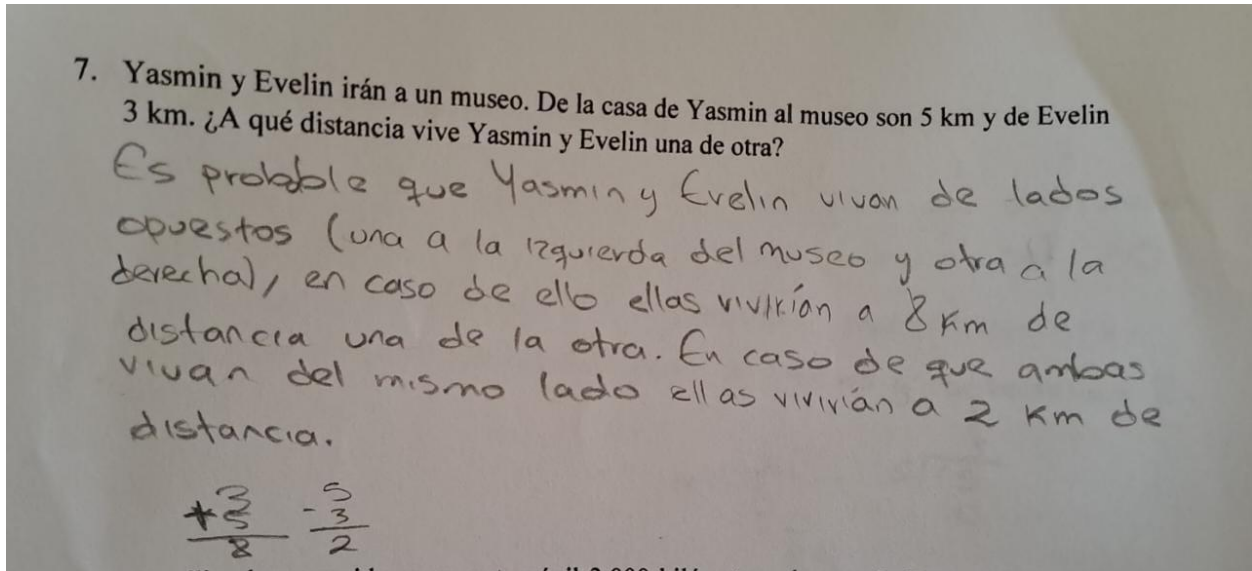 7. Yasmin y Evelin irán a un museo. De la casa de Yasmin al museo son 5 km y de Evelin
3 km. ¿A qué distancia vive Yasmin y Evelin una de otra?
Es probable que Yasmin y Evelin vivan de lados
opuestos (una a la izquierda del museo y otra a la
derecha), en caso de ello ellas vivirían a 8 km de
distancia una de la otra. En caso de que ambas
vivan del mismo lado ellas vivirían a 2 km de
distancia.
3 5
+ 5 - 3
8 2